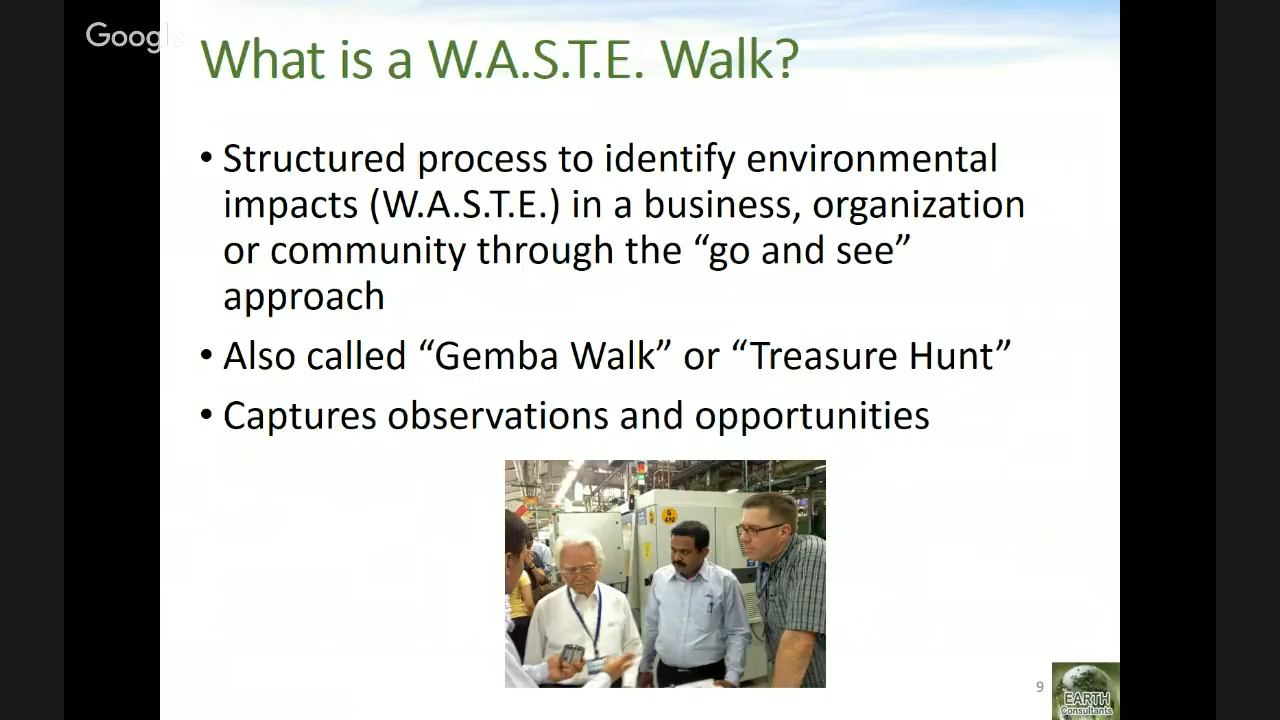 Google
What is a W.A.S.T.E. Walk?
• Structured process to identify environmental
impacts (W.A.S.T.E.) in a business, organization
or community through the “go and see”
approach
• Also called “Gemba Walk” or “Treasure Hunt”
• Captures observations and opportunities
G
9
EARTH
Consultants